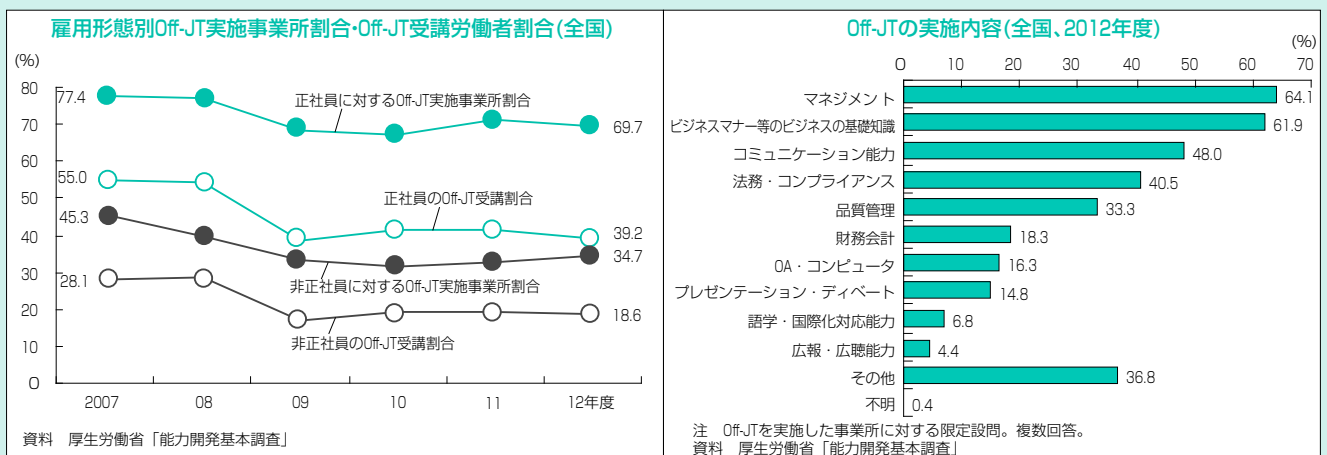 雇用形態別Off-JT実施事業所割合・Off-JT受講労働者割合(全国)
(%)
80
70
60
50
40
30
20
10
0
77.4
正社員に対するOff-JT実施事業所割合
69.7
55.0
正社員のOff-JT受講割合
39.2
45.3
34.7
非正社員に対するOff-JT実施事業所割合
28.1
18.6
非正社員のOff-JT受講割合
2007 08 09 10 11 12年度
資料 厚生労働省「能力開発基本調査」
Off-JTの実施内容(全国、2012年度)
(%)
0 10 20 30 40 50 60 70
マネジメント 64.1
ビジネスマナー等のビジネスの基礎知識 61.9
コミュニケーション能力 48.0
法務・コンプライアンス 40.5
品質管理 33.3
財務会計 18.3
OA・コンピュータ 16.3
プレゼンテーション・ディベート 14.8
語学・国際化対応能力 6.8
広報・広聴能力 4.4
その他 36.8
不明 0.4
注 Off-JTを実施した事業所に対する限定設問。複数回答。
資料 厚生労働省「能力開発基本調査」